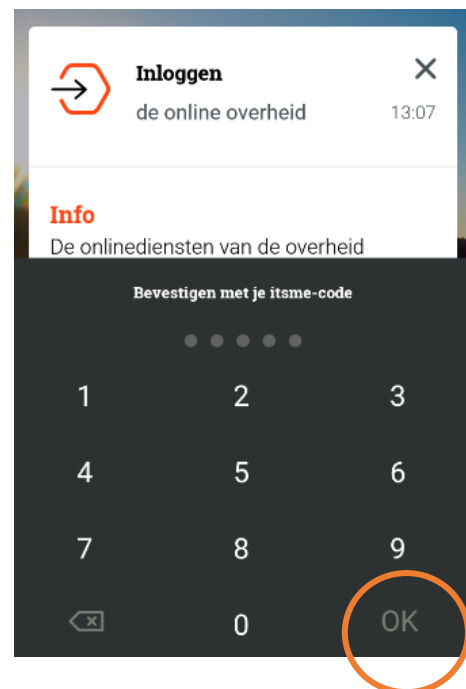 Inloggen
de online overheid 13:07
Info
De onlinediensten van de overheid
Bevestigen met je itsme-code
1 2 3
4 5 6
7 8 9
0 OK